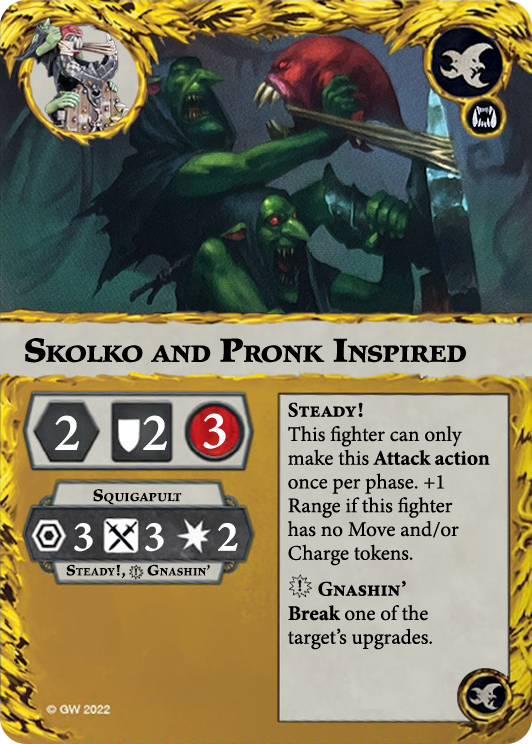 Skolko and Pronk Inspired
2 2 3
Squigapult
3 3 2
Steady!, Gnashin'
Steady!
This fighter can only
make this Attack action
once per phase. +1
Range if this fighter
has no Move and/or
Charge tokens.
Gnashin'
Break one of the
target's upgrades.
© GW 2022